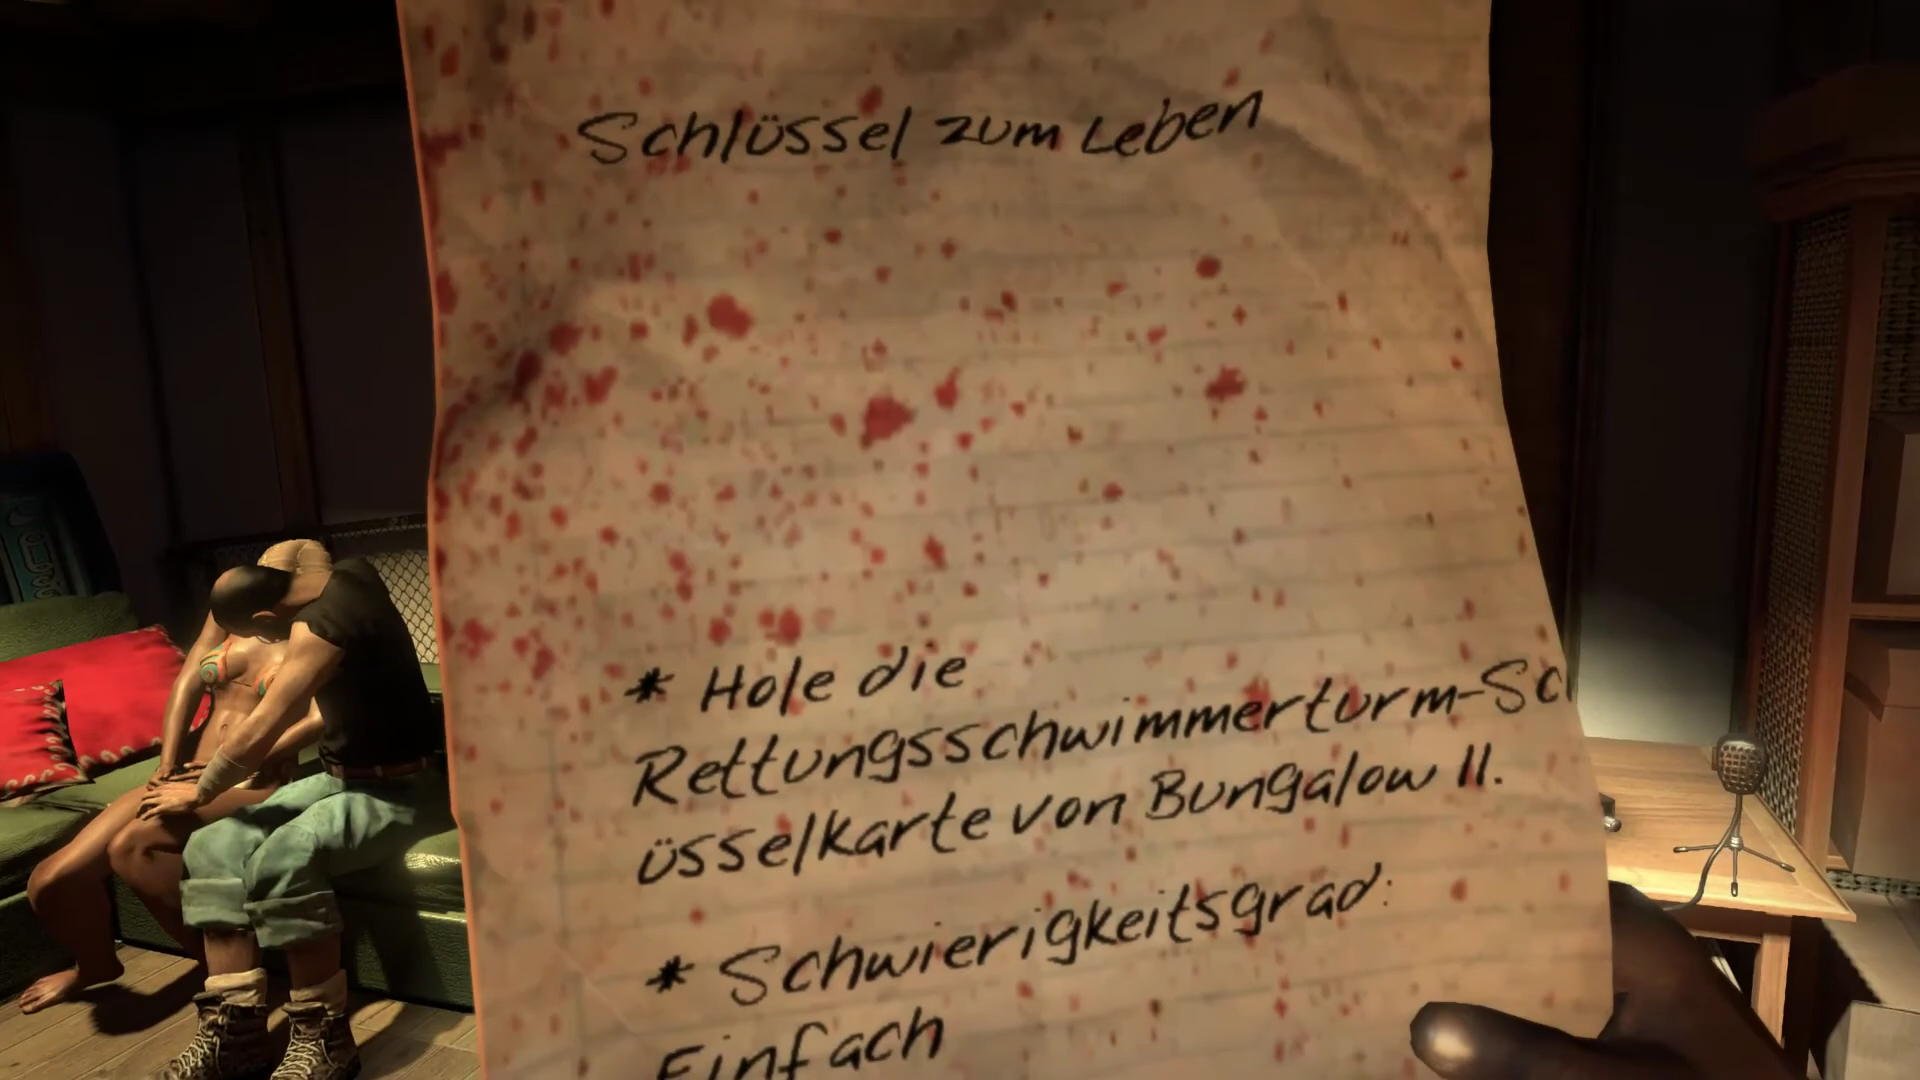 Schlüssel zum Leben
* Hole die
Rettungsschwimmerturm-Sc
üsselkarte von Bungalow 11.
* Schwierigkeitsgrad:
Einfach